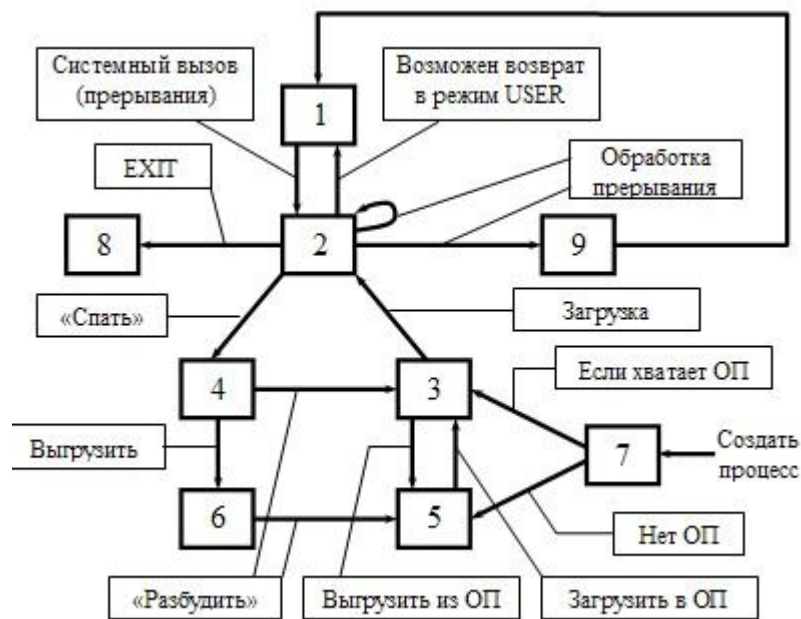 Системный вызов
(прерывания)
Возможен возврат
в режим USER
1
EXIT
Обработка
прерывания
8
2
9
«Спать»
Загрузка
4
3
Если хватает ОП
Выгрузить
7
Создать
процесс
6
5
Нет ОП
«Разбудить»
Выгрузить из ОП
Загрузить в ОП